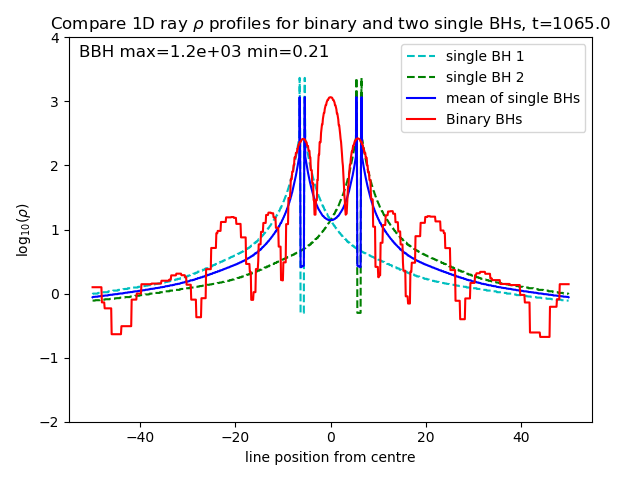 Compare 1D ray ρ profiles for binary and two single BHs, t=1065.0
BBH max=1.2e+03 min=0.21
single BH 1
single BH 2
mean of single BHs
Binary BHs
log₁₀(ρ)
4
3
2
1
0
−1
−2
−40 −20 0 20 40
line position from centre